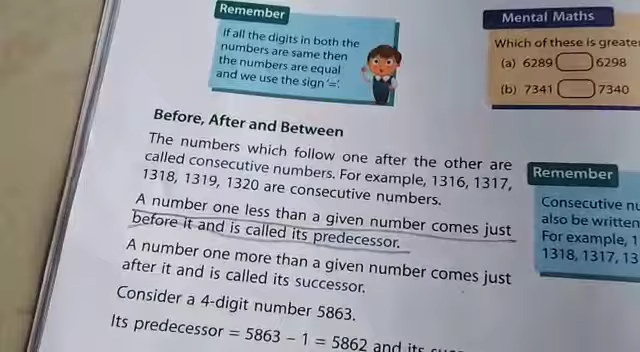 Remember
If all the digits in both the
numbers are same then
the numbers are equal
and we use the sign '='.
Mental Maths
Which of these is greater
(a) 6289 6298
(b) 7341 7340
Before, After and Between
The numbers which follow one after the other are
called consecutive numbers. For example, 1316, 1317,
1318, 1319, 1320 are consecutive numbers.
A number one less than a given number comes just
before it and is called its predecessor.
A number one more than a given number comes just
after it and is called its successor.
Consider a 4-digit number 5863.
Its predecessor = 5863 – 1 = 5862 and its
Remember
Consecutive
also be written
For example,
1318, 1317,